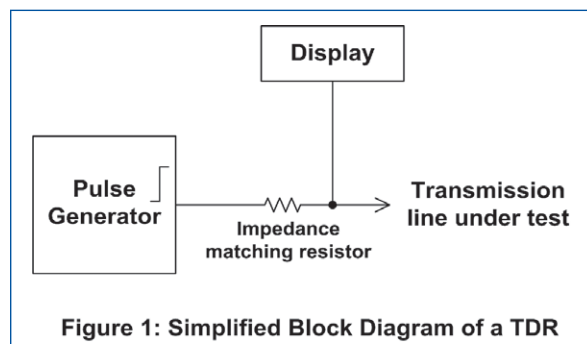 Display
Pulse
Generator
Impedance
matching resistor
Transmission
line under test
Figure 1: Simplified Block Diagram of a TDR